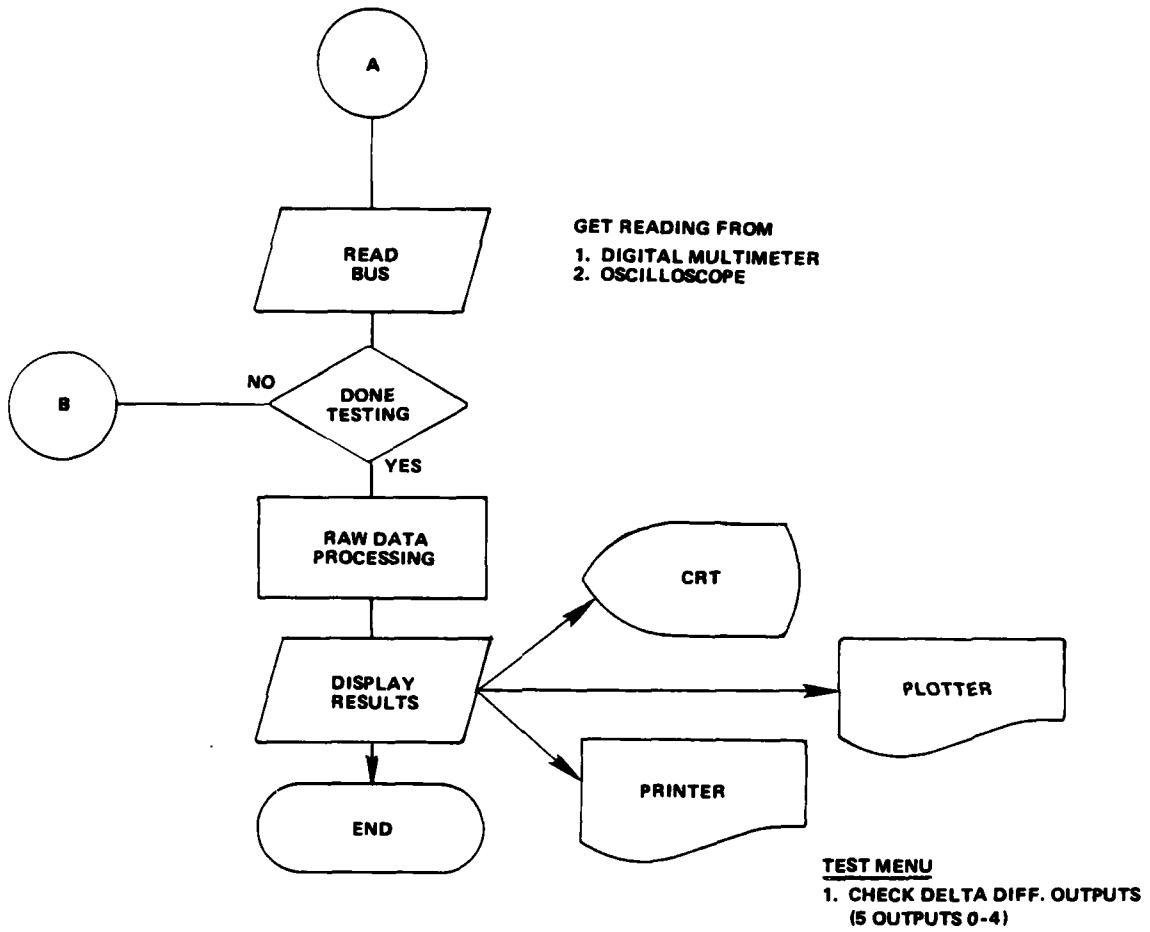 A
READ
BUS
GET READING FROM
1. DIGITAL MULTIMETER
2. OSCILLOSCOPE
B
NO
DONE
TESTING
YES
RAW DATA
PROCESSING
CRT
DISPLAY
RESULTS
PLOTTER
PRINTER
END
TEST MENU
1. CHECK DELTA DIFF. OUTPUTS
(5 OUTPUTS 0-4)